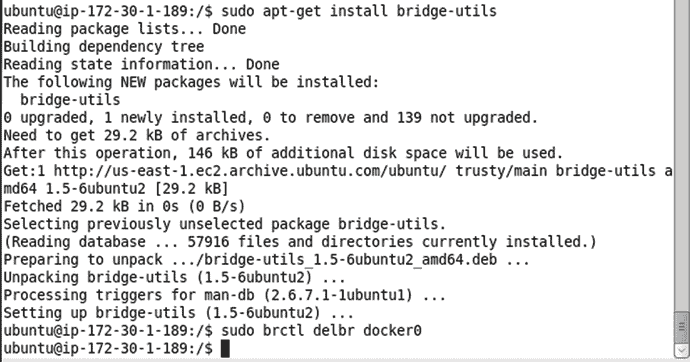 ubuntu@ip-172-30-1-189:/$ sudo apt-get install bridge-utils
Reading package lists... Done
Building dependency tree
Reading state information... Done
The following NEW packages will be installed:
  bridge-utils
0 upgraded, 1 newly installed, 0 to remove and 139 not upgraded.
Need to get 29.2 kB of archives.
After this operation, 146 kB of additional disk space will be used.
Get:1 http://us-east-1.ec2.archive.ubuntu.com/ubuntu/ trusty/main bridge-utils a
md64 1.5-6ubuntu2 [29.2 kB]
Fetched 29.2 kB in 0s (0 B/s)
Selecting previously unselected package bridge-utils.
(Reading database ... 57916 files and directories currently installed.)
Preparing to unpack .../bridge-utils_1.5-6ubuntu2_amd64.deb ...
Unpacking bridge-utils (1.5-6ubuntu2) ...
Processing triggers for man-db (2.6.7.1-1ubuntu1) ...
Setting up bridge-utils (1.5-6ubuntu2) ...
ubuntu@ip-172-30-1-189:/$ sudo brctl delbr docker0
ubuntu@ip-172-30-1-189:/$